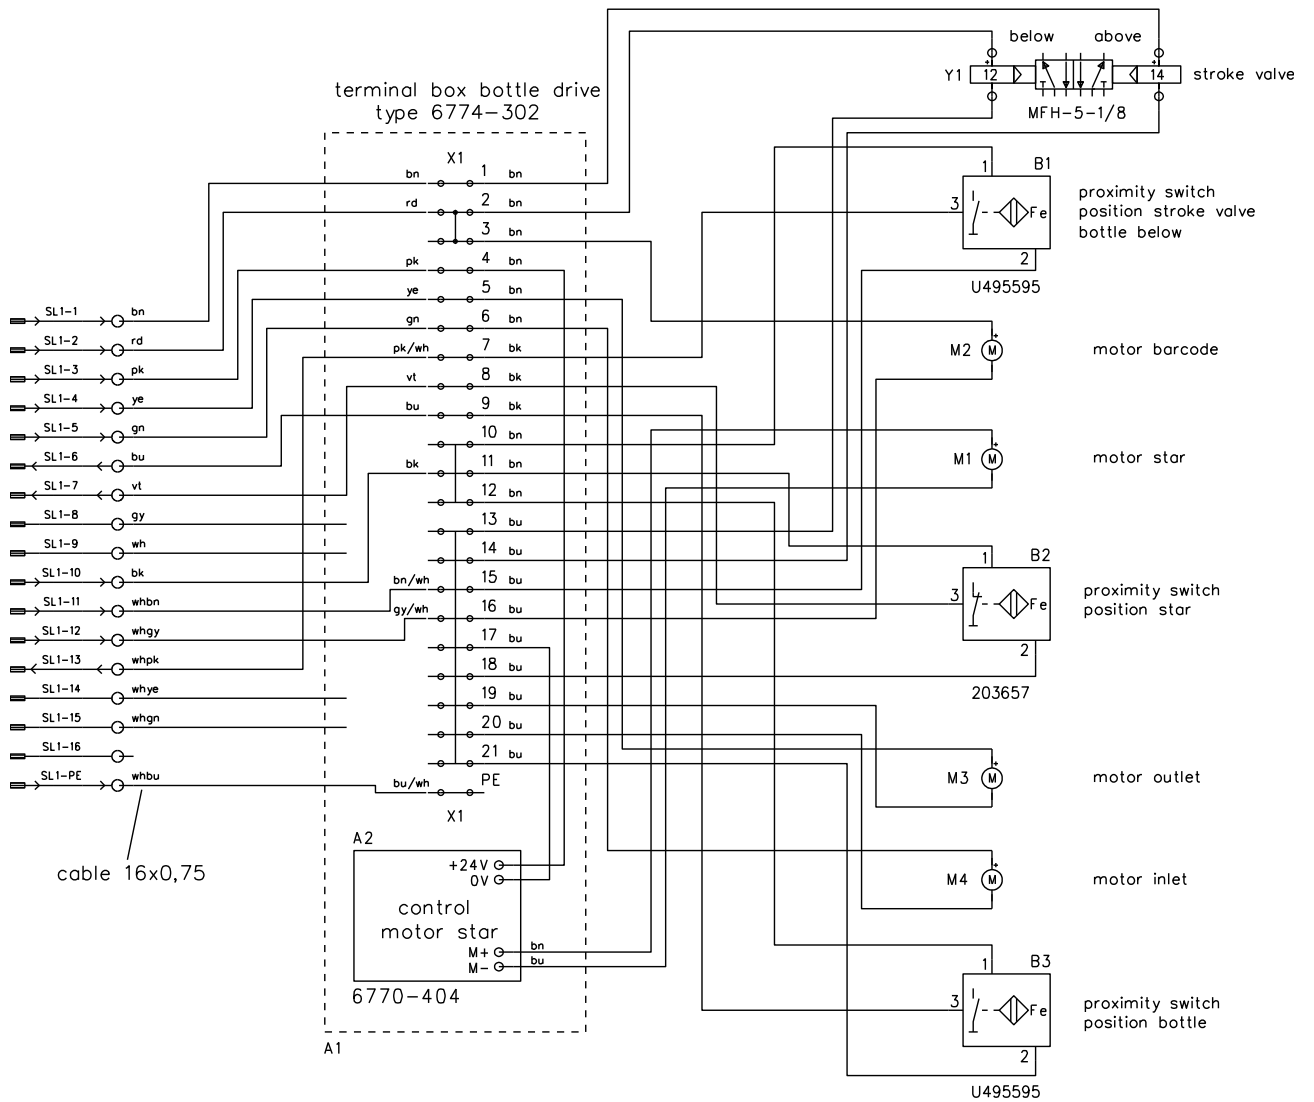 below above
Y1 12 14 stroke valve
MFH-5-1/8
terminal box bottle drive
type 6774-302
X1
bn 1 bn
rd 2 bn
3 bn
pk 4 bn
ye 5 bn
gn 6 bn
pk/wh 7 bk
vt 8 bk
bu 9 bk
10 bn
bk 11 bn
12 bn
13 bu
14 bu
bn/wh 15 bu
gy/wh 16 bu
17 bu
18 bu
19 bu
20 bu
21 bu
bu/wh PE
X1
SL1-1 bn
SL1-2 rd
SL1-3 pk
SL1-4 ye
SL1-5 gn
SL1-6 bu
SL1-7 vt
SL1-8 gy
SL1-9 wh
SL1-10 bk
SL1-11 whbn
SL1-12 whgy
SL1-13 whpk
SL1-14 whye
SL1-15 whgn
SL1-16
SL1-PE whbu
cable 16x0,75
A2
+24V
0V
control
motor star
M+ bn
M- bu
6770-404
A1
1 B1
3 Fe
2
U495595
proximity switch
position stroke valve
bottle below
+
M2 M motor barcode
+
M1 M motor star
1 B2
3 Fe
2
203657
proximity switch
position star
+
M3 M motor outlet
+
M4 M motor inlet
1 B3
3 Fe
2
U495595
proximity switch
position bottle